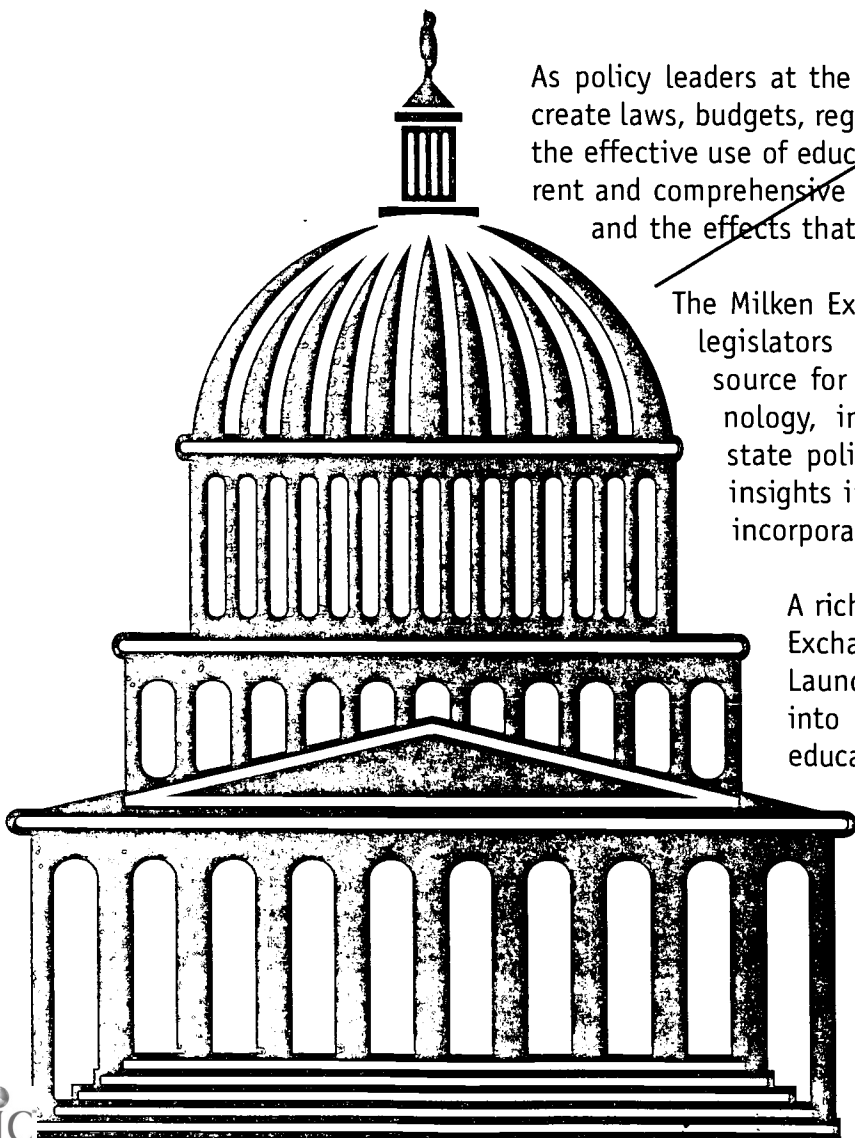 As policy leaders at the
create laws, budgets, reg
the effective use of educ
rent and comprehensive
and the effects that
The Milken Ex
legislators
source for
nology, in
state poli
insights i
incorpora
A rich
Excha
Launc
into
educa
IC